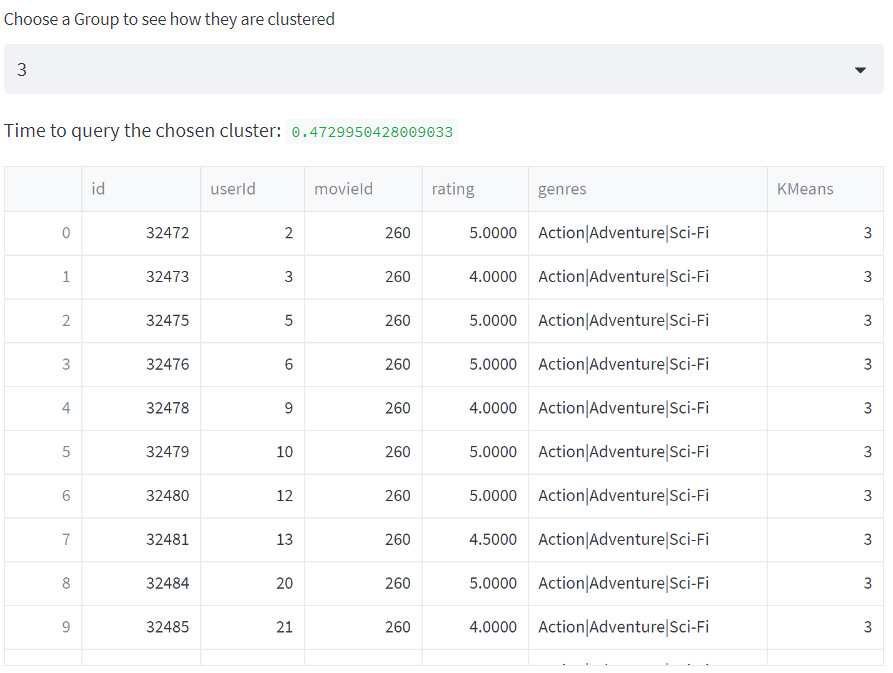 Choose a Group to see how they are clustered
3
Time to query the chosen cluster: 0.4729950428009033
id userId movieId rating genres KMeans
0 32472 2 260 5.0000 Action|Adventure|Sci-Fi 3
1 32473 3 260 4.0000 Action|Adventure|Sci-Fi 3
2 32475 5 260 5.0000 Action|Adventure|Sci-Fi 3
3 32476 6 260 5.0000 Action|Adventure|Sci-Fi 3
4 32478 9 260 4.0000 Action|Adventure|Sci-Fi 3
5 32479 10 260 5.0000 Action|Adventure|Sci-Fi 3
6 32480 12 260 5.0000 Action|Adventure|Sci-Fi 3
7 32481 13 260 4.5000 Action|Adventure|Sci-Fi 3
8 32484 20 260 5.0000 Action|Adventure|Sci-Fi 3
9 32485 21 260 4.0000 Action|Adventure|Sci-Fi 3